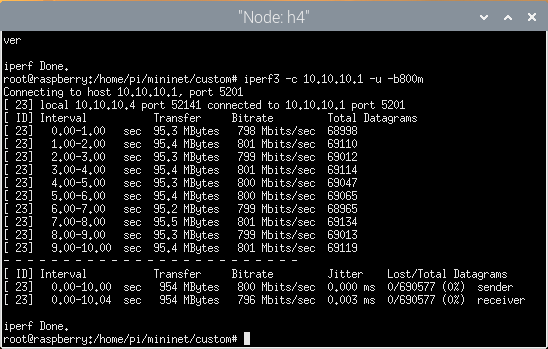 "Node: h4"
ver
iperf Done.
root@raspberry:/home/pi/mininet/custom# iperf3 -c 10.10.10.1 -u -b800m
Connecting to host 10.10.10.1, port 5201
[ 23] local 10.10.10.4 port 52141 connected to 10.10.10.1 port 5201
[ ID] Interval Transfer Bitrate Total Datagrams
[ 23] 0.00-1.00 sec 95.3 MBytes 798 Mbits/sec 68998
[ 23] 1.00-2.00 sec 95.4 MBytes 801 Mbits/sec 69110
[ 23] 2.00-3.00 sec 95.3 MBytes 799 Mbits/sec 69012
[ 23] 3.00-4.00 sec 95.4 MBytes 801 Mbits/sec 69114
[ 23] 4.00-5.00 sec 95.3 MBytes 800 Mbits/sec 69047
[ 23] 5.00-6.00 sec 95.4 MBytes 800 Mbits/sec 69065
[ 23] 6.00-7.00 sec 95.2 MBytes 799 Mbits/sec 68965
[ 23] 7.00-8.00 sec 95.5 MBytes 801 Mbits/sec 69134
[ 23] 8.00-9.00 sec 95.3 MBytes 799 Mbits/sec 69013
[ 23] 9.00-10.00 sec 95.4 MBytes 801 Mbits/sec 69119
- - - - - - - - - - - - - - - - - - - - - - - - -
[ ID] Interval Transfer Bitrate Jitter Lost/Total Datagrams
[ 23] 0.00-10.00 sec 954 MBytes 800 Mbits/sec 0.000 ms 0/690577 (0%) sender
[ 23] 0.00-10.04 sec 954 MBytes 796 Mbits/sec 0.003 ms 0/690577 (0%) receiver
iperf Done.
root@raspberry:/home/pi/mininet/custom#